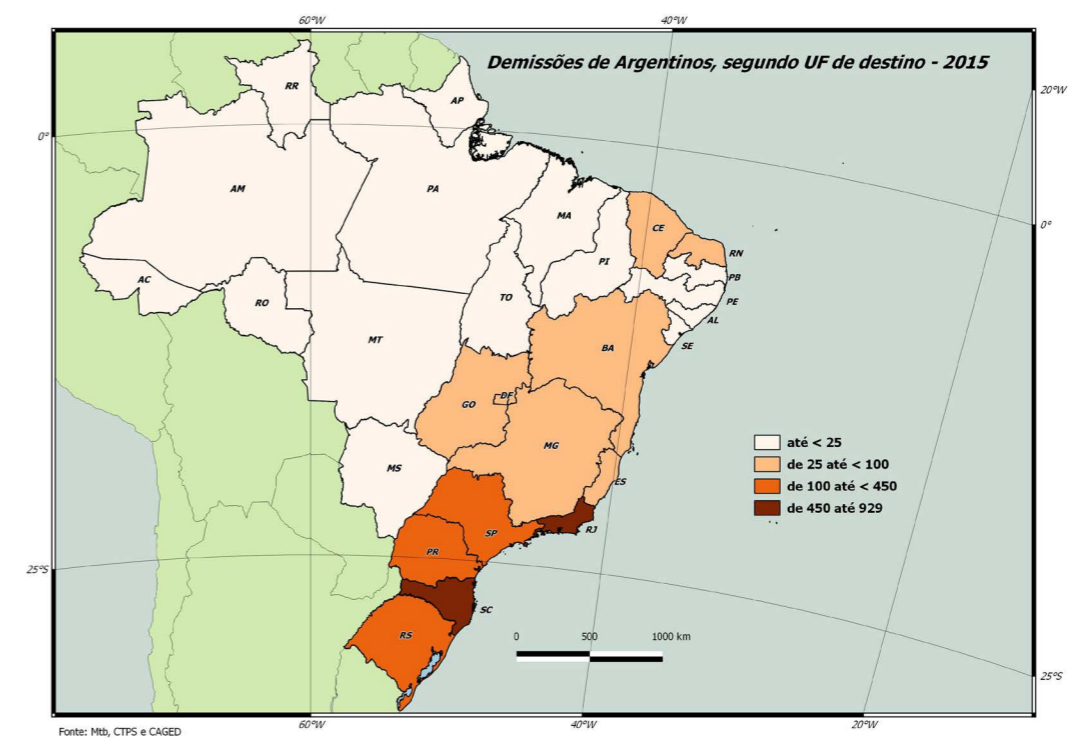 60°W
40°W
Demissões de Argentinos, segundo UF de destino - 2015
20°W
RR
AP
0°
AM
PA
MA
CE
0°
RN
PI
PB
AC
RO
TO
PE
AL
MT
BA
SE
GO
DF
MG
até < 25
MS
de 25 até < 100
ES
de 100 até < 450
de 450 até 929
SP
RJ
PR
25°S
SC
RS
0 500 1000 km
25°S
60°W
40°W
20°W
Fonte: Mtb, CTPS e CAGED